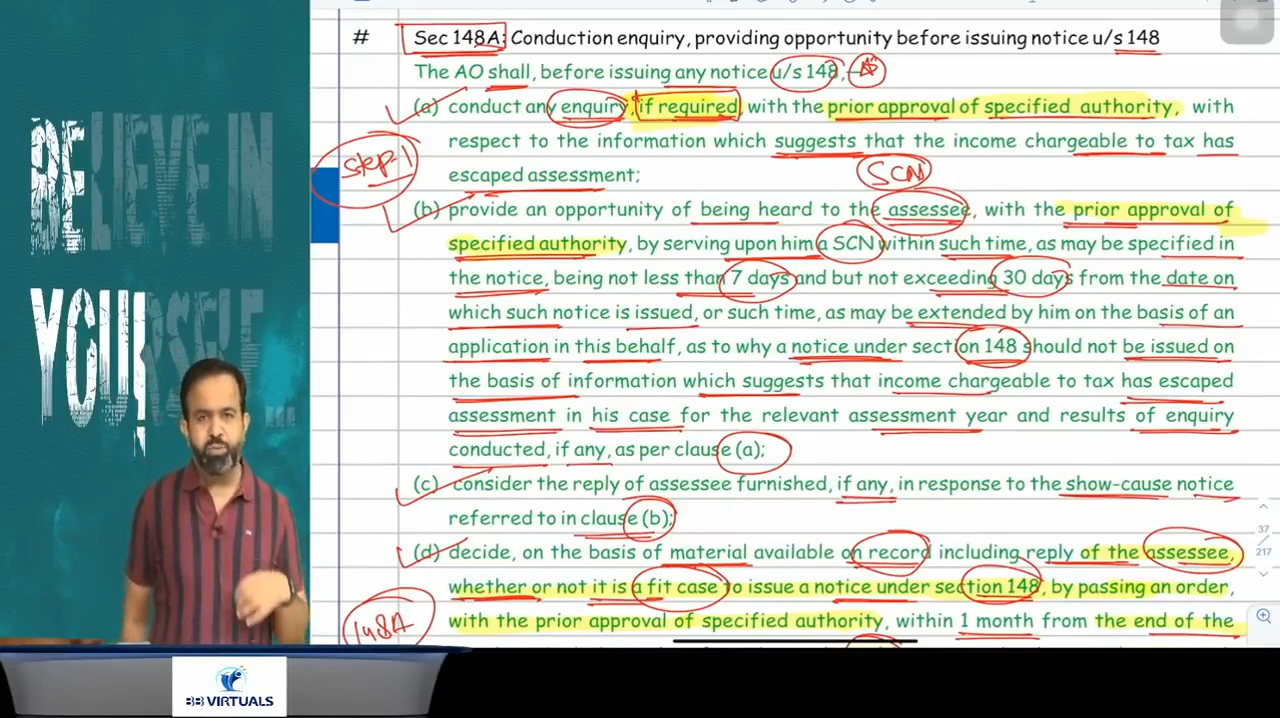 # Sec 148A: Conduction enquiry, providing opportunity before issuing notice u/s 148
The AO shall, before issuing any notice u/s 148,
(a) conduct any enquiry, if required, with the prior approval of specified authority, with
respect to the information which suggests that the income chargeable to tax has
Step-1
escaped assessment;
SCN
(b) provide an opportunity of being heard to the assessee, with the prior approval of
specified authority, by serving upon him a SCN within such time, as may be specified in
the notice, being not less than 7 days and but not exceeding 30 days from the date on
which such notice is issued, or such time, as may be extended by him on the basis of an
application in this behalf, as to why a notice under section 148 should not be issued on
the basis of information which suggests that income chargeable to tax has escaped
assessment in his case for the relevant assessment year and results of enquiry
conducted, if any, as per clause (a);
(c) consider the reply of assessee furnished, if any, in response to the show-cause notice
referred to in clause (b);
(d) decide, on the basis of material available on record including reply of the assessee,
whether or not it is a fit case to issue a notice under section 148, by passing an order,
148A
with the prior approval of specified authority, within 1 month from the end of the
BELIEVE IN
YOURSELF...
37
217
BB VIRTUALS